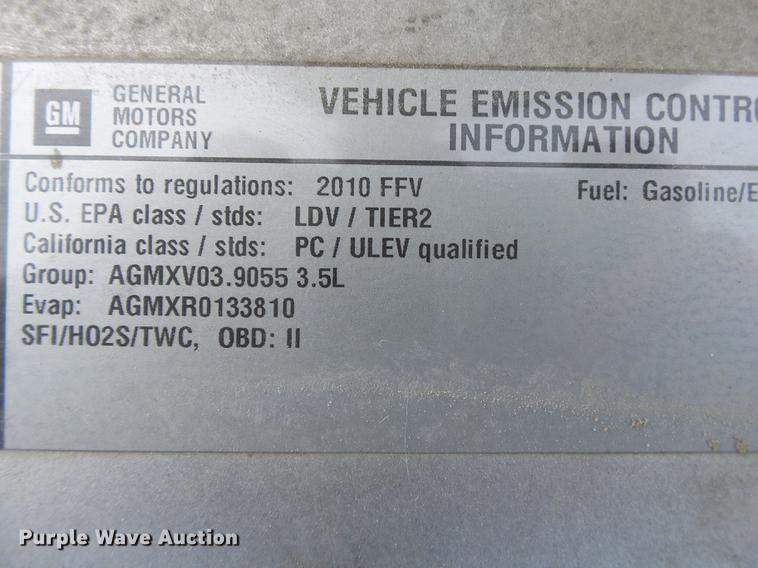 GM
GENERAL
MOTORS
COMPANY
VEHICLE EMISSION CONTRO
INFORMATION
Conforms to regulations: 2010 FFV Fuel: Gasoline/E
U.S. EPA class / stds: LDV / TIER2
California class / stds: PC / ULEV qualified
Group: AGMXV03.9055 3.5L
Evap: AGMXR0133810
SFI/HO2S/TWC, OBD: II
Purple Wave Auction